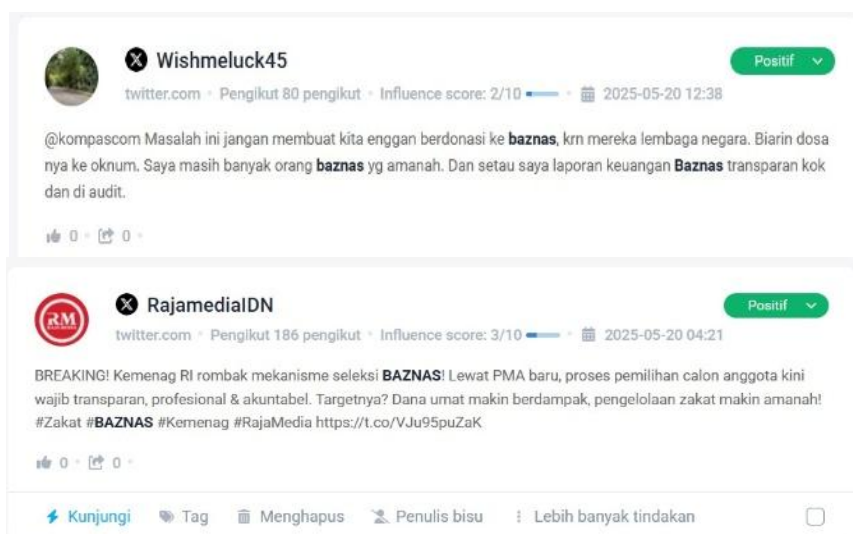 Wishmeluck45
Positif
twitter.com • Pengikut 80 pengikut • Influence score: 2/10 • 2025-05-20 12:38
@kompascom Masalah ini jangan membuat kita enggan berdonasi ke baznas, krn mereka lembaga negara. Biarin dosa
nya ke oknum. Saya masih banyak orang baznas yg amanah. Dan setau saya laporan keuangan Baznas transparan kok
dan di audit.
0 • 0 •
RM
RajamediaIDN
Positif
twitter.com • Pengikut 186 pengikut • Influence score: 3/10 • 2025-05-20 04:21
BREAKING! Kemenag RI rombak mekanisme seleksi BAZNAS! Lewat PMA baru, proses pemilihan calon anggota kini
wajib transparan, profesional & akuntabel. Targetnya? Dana umat makin berdampak, pengelolaan zakat makin amanah!
#Zakat #BAZNAS #Kemenag #RajaMedia https://t.co/VJu95puZaK
0 • 0 •
Kunjungi Tag Menghapus Penulis bisu Lebih banyak tindakan